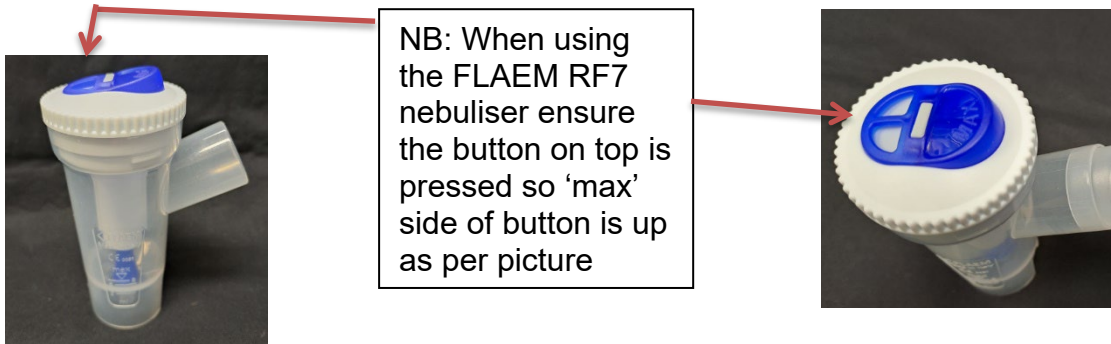 NB: When using
the FLAEM RF7
nebuliser ensure
the button on top is
pressed so ‘max’
side of button is up
as per picture
MAX